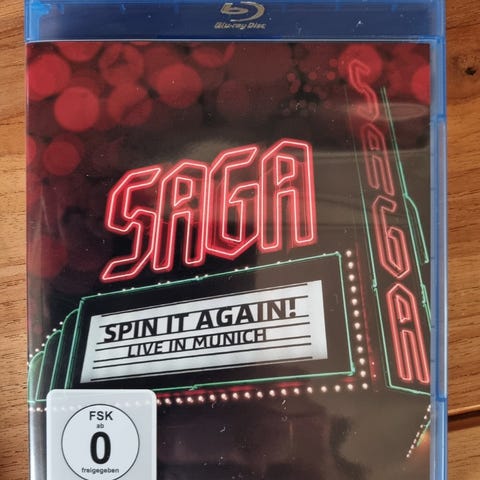 Blu-ray Disc
SAGA
SAGA
SPIN IT AGAIN!
LIVE IN MUNICH
FSK
ab
0
freigegeben